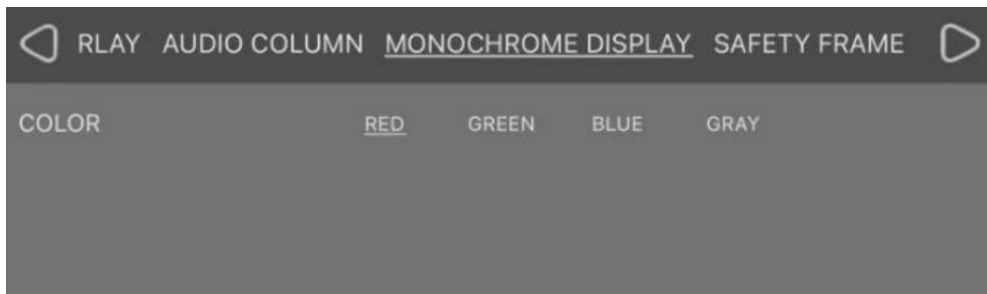 RLAY AUDIO COLUMN MONOCHROME DISPLAY SAFETY FRAME
COLOR RED GREEN BLUE GRAY